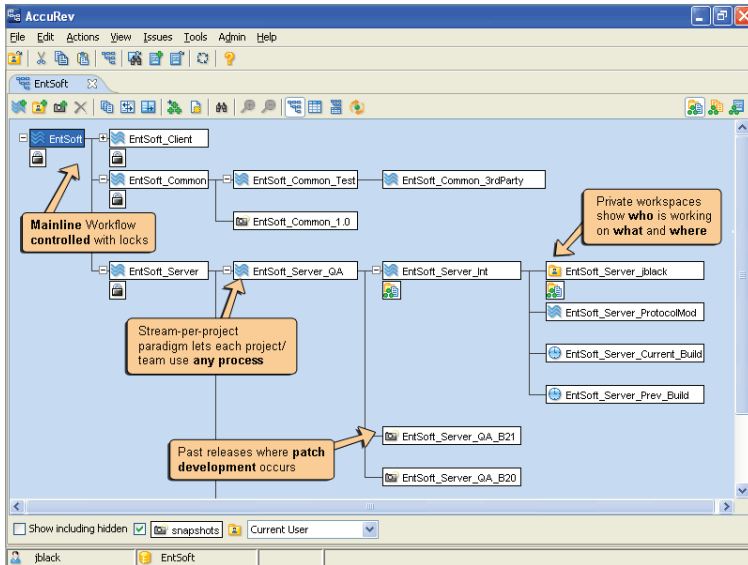 AccuRev
File Edit Actions View Issues Tools Admin Help
EntSoft
EntSoft
EntSoft_Client
EntSoft_Common
EntSoft_Common_Test
EntSoft_Common_3rdParty
Mainline Workflow
controlled with locks
EntSoft_Common_1.0
Private workspaces
show who is working
on what and where
EntSoft_Server
EntSoft_Server_QA
EntSoft_Server_Int
EntSoft_Server_jblack
EntSoft_Server_ProtocolMod
Stream-per-project
paradigm lets each project/
team use any process
EntSoft_Server_Current_Build
EntSoft_Server_Prev_Build
Past releases where patch
development occurs
EntSoft_Server_QA_B21
EntSoft_Server_QA_B20
Show including hidden snapshots Current User
jblack EntSoft